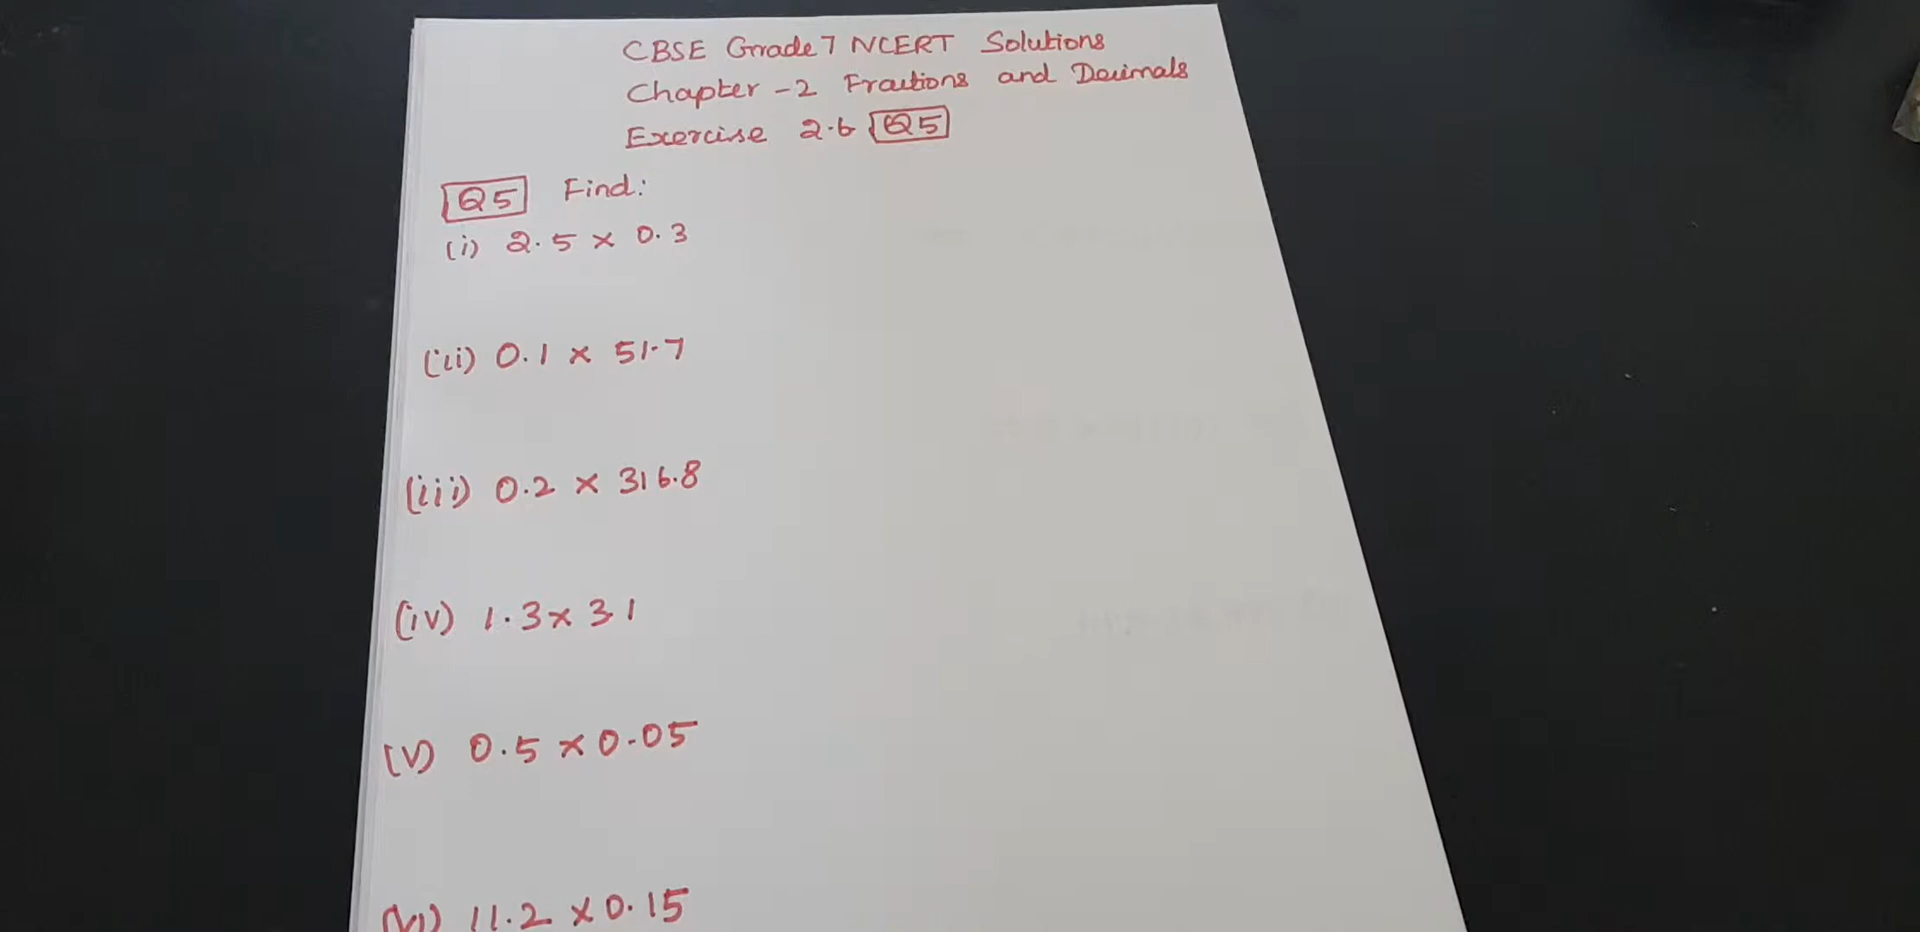 CBSE Grade 7 NCERT Solutions
Chapter - 2 Fractions and Decimals
Exercise 2.6 Q5
Q5 Find:
(i) 2.5 × 0.3
(ii) 0.1 × 51.7
(iii) 0.2 × 316.8
(iv) 1.3 × 3.1
(v) 0.5 × 0.05
(vi) 11.2 × 0.15